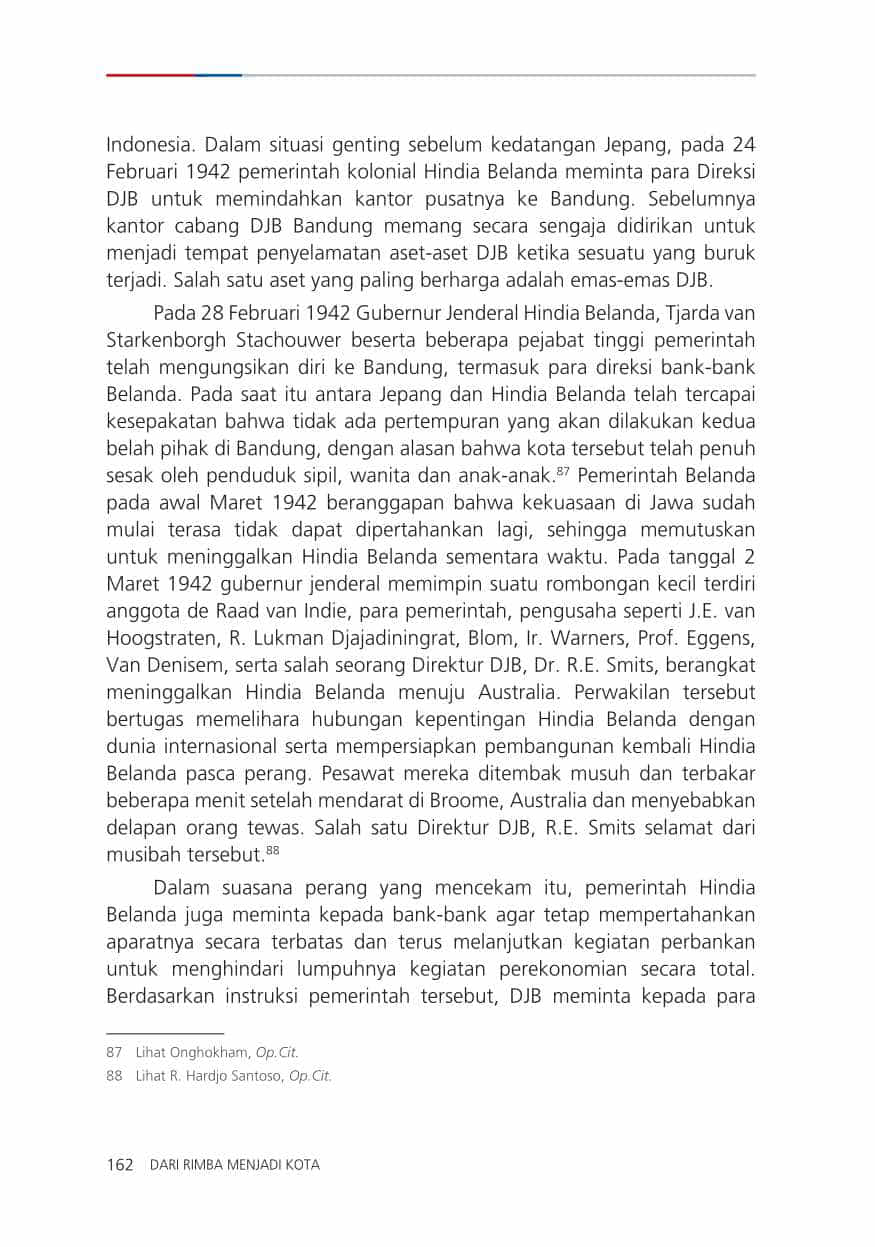 Indonesia. Dalam situasi genting sebelum kedatangan Jepang, pada 24
Februari 1942 pemerintah kolonial Hindia Belanda meminta para Direksi
DJB untuk memindahkan kantor pusatnya ke Bandung. Sebelumnya
kantor cabang DJB Bandung memang secara sengaja didirikan untuk
menjadi tempat penyelamatan aset-aset DJB ketika sesuatu yang buruk
terjadi. Salah satu aset yang paling berharga adalah emas-emas DJB.
Pada 28 Februari 1942 Gubernur Jenderal Hindia Belanda, Tjarda van
Starkenborgh Stachouwer beserta beberapa pejabat tinggi pemerintah
telah mengungsikan diri ke Bandung, termasuk para direksi bank-bank
Belanda. Pada saat itu antara Jepang dan Hindia Belanda telah tercapai
kesepakatan bahwa tidak ada pertempuran yang akan dilakukan kedua
belah pihak di Bandung, dengan alasan bahwa kota tersebut telah penuh
sesak oleh penduduk sipil, wanita dan anak-anak.87 Pemerintah Belanda
pada awal Maret 1942 beranggapan bahwa kekuasaan di Jawa sudah
mulai terasa tidak dapat dipertahankan lagi, sehingga memutuskan
untuk meninggalkan Hindia Belanda sementara waktu. Pada tanggal 2
Maret 1942 gubernur jenderal memimpin suatu rombongan kecil terdiri
anggota de Raad van Indie, para pemerintah, pengusaha seperti J.E. van
Hoogstraten, R. Lukman Djajadiningrat, Blom, Ir. Warners, Prof. Eggens,
Van Denisem, serta salah seorang Direktur DJB, Dr. R.E. Smits, berangkat
meninggalkan Hindia Belanda menuju Australia. Perwakilan tersebut
bertugas memelihara hubungan kepentingan Hindia Belanda dengan
dunia internasional serta mempersiapkan pembangunan kembali Hindia
Belanda pasca perang. Pesawat mereka ditembak musuh dan terbakar
beberapa menit setelah mendarat di Broome, Australia dan menyebabkan
delapan orang tewas. Salah satu Direktur DJB, R.E. Smits selamat dari
musibah tersebut.88
Dalam suasana perang yang mencekam itu, pemerintah Hindia
Belanda juga meminta kepada bank-bank agar tetap mempertahankan
aparatnya secara terbatas dan terus melanjutkan kegiatan perbankan
untuk menghindari lumpuhnya kegiatan perekonomian secara total.
Berdasarkan instruksi pemerintah tersebut, DJB meminta kepada para
87 Lihat Onghokham, Op.Cit.
88 Lihat R. Hardjo Santoso, Op.Cit.
162 DARI RIMBA MENJADI KOTA